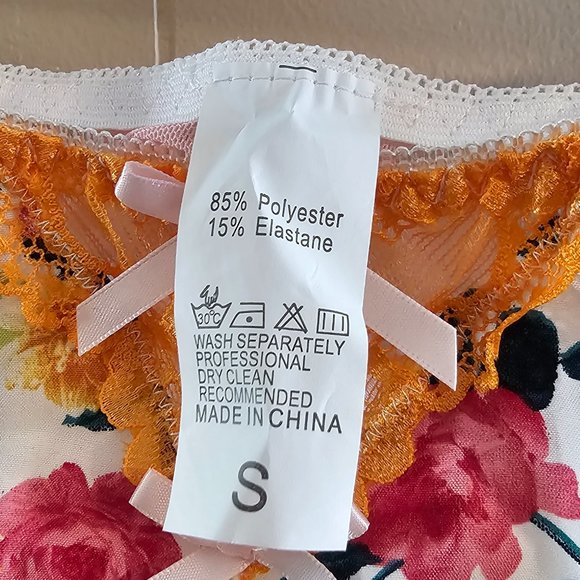 85% Polyester
15% Elastane
30°C
WASH SEPARATELY
PROFESSIONAL
DRY CLEAN
RECOMMENDED
MADE IN CHINA
S